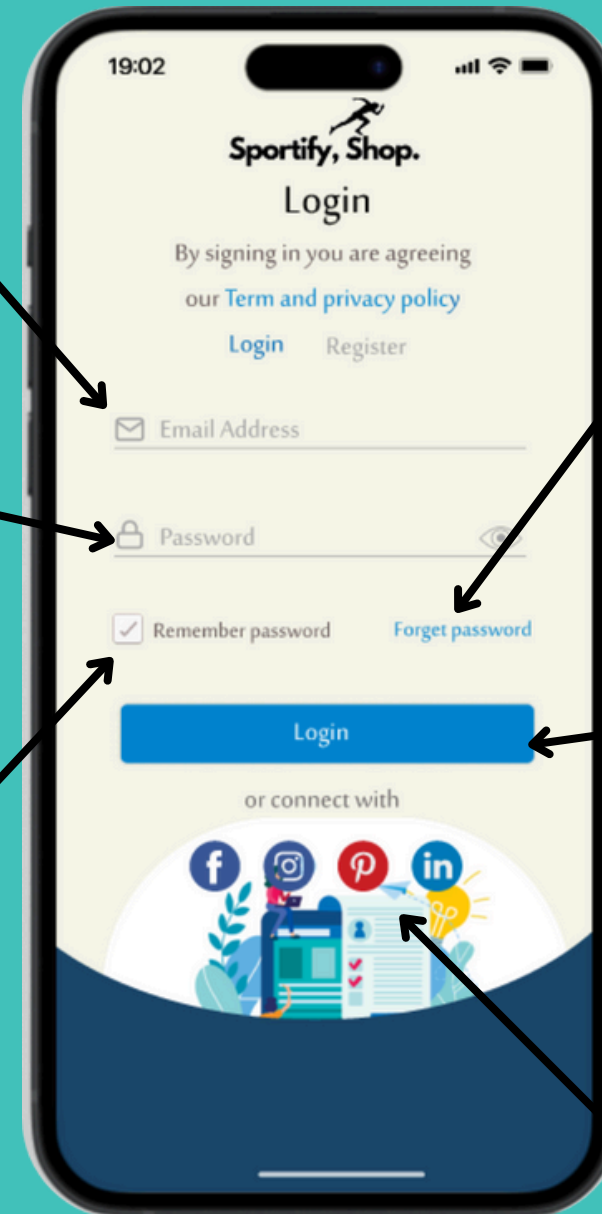 19:02
Sportify, Shop.
Login
By signing in you are agreeing
our Term and privacy policy
Login Register
Email Address
Password
Remember password Forget password
Login
or connect with
f in